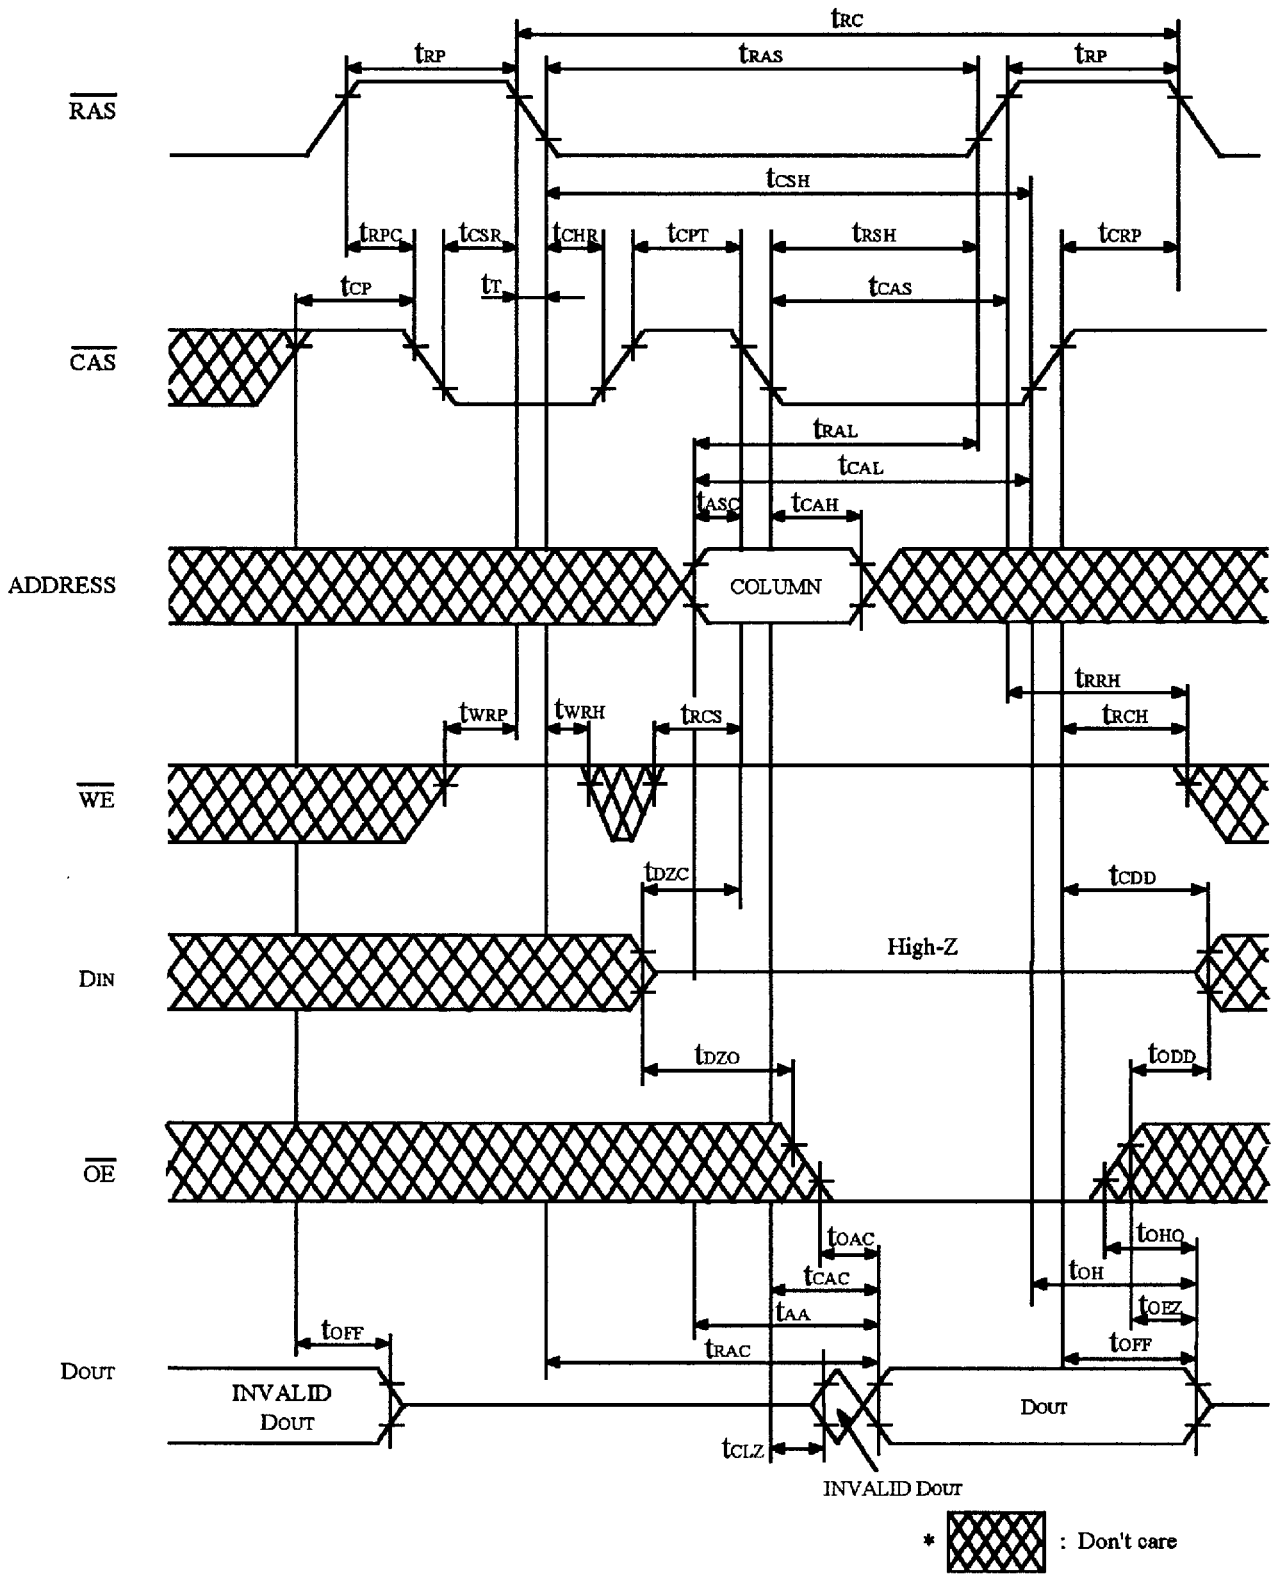 tRC
tRP tRAS tRP
RAS
tCSH
tRPC tCSR tCHR tCPT tRSH tCRP
tCP tT tCAS
CAS
tRAL
tCAL
tASC tCAH
ADDRESS COLUMN
tRRH
tWRP tWRH tRCS tRCH
WE
tDZC tCDD
High-Z
DIN
tDZO tODD
OE
tOAC tOHO
tCAC tOH
tAA tOEZ
tOFF tRAC tOFF
DOUT
INVALID
DOUT
DOUT
tCLZ
INVALID DOUT
* : Don't care